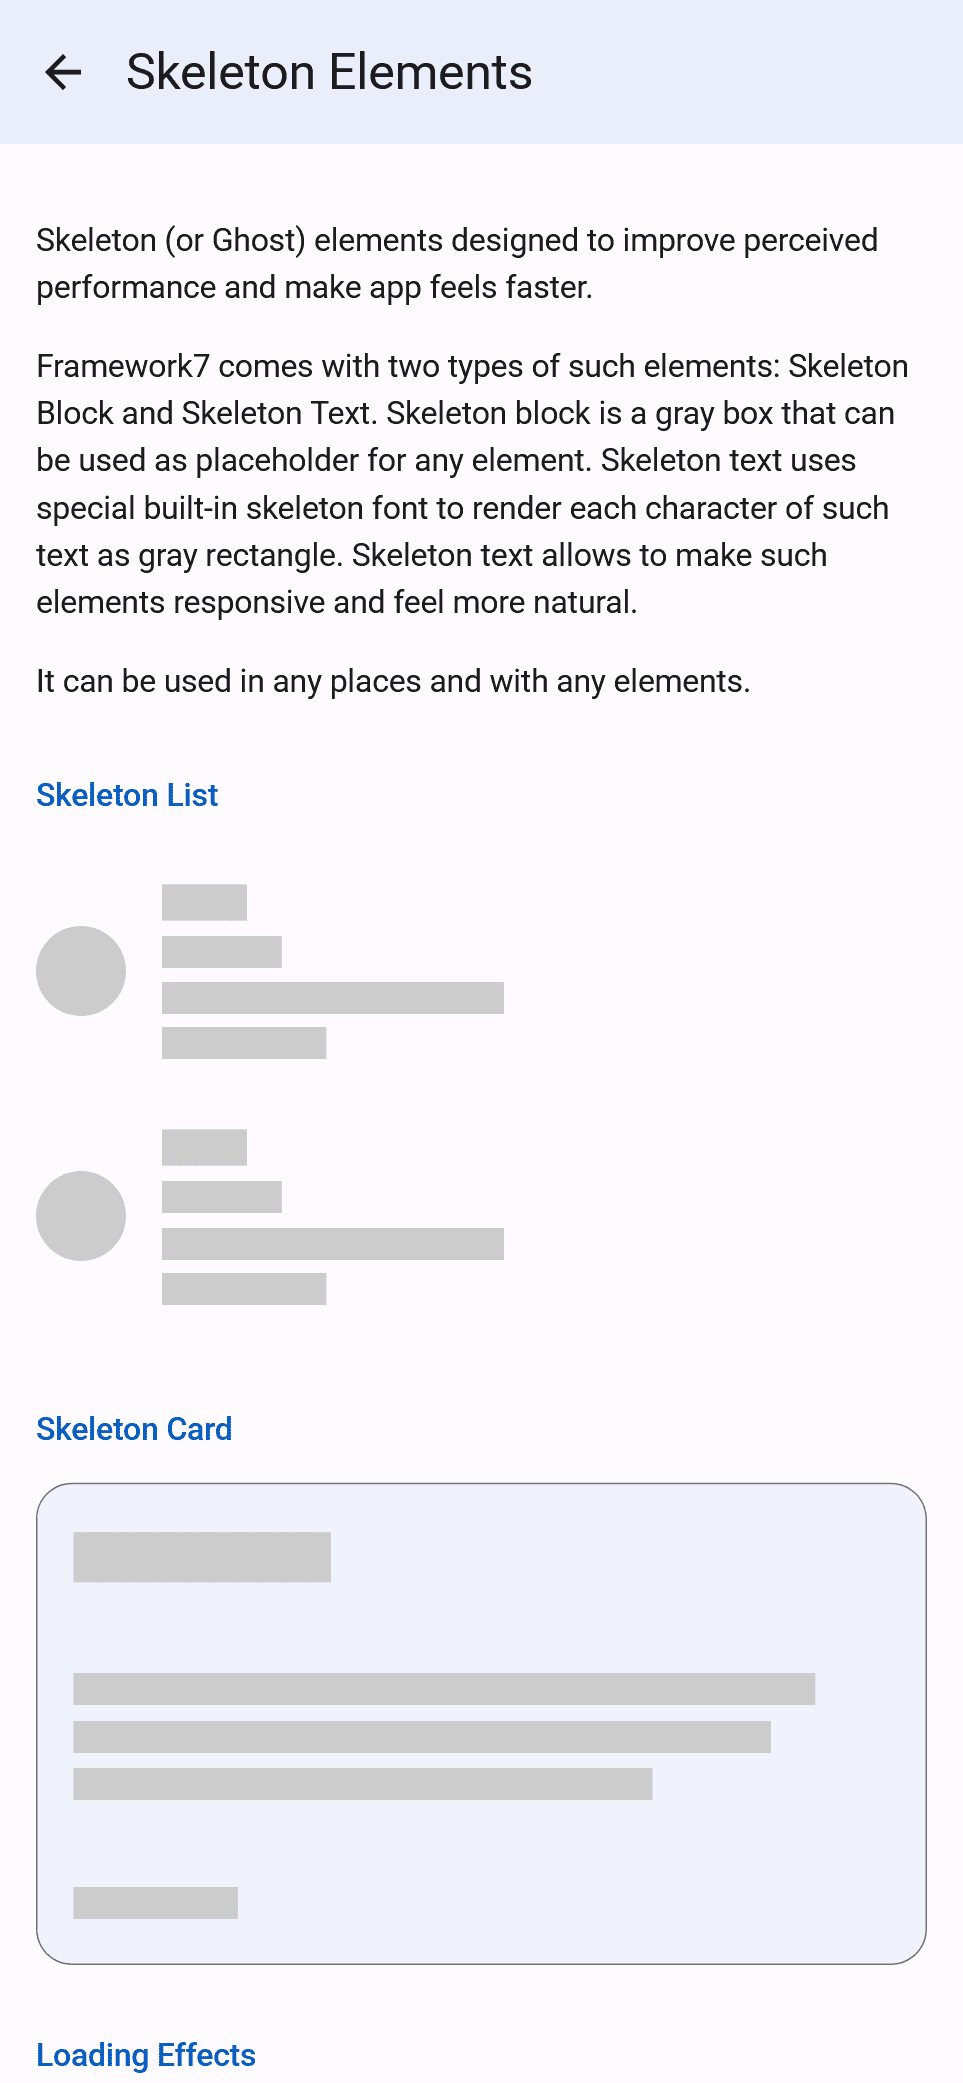 Skeleton Elements
Skeleton (or Ghost) elements designed to improve perceived
performance and make app feels faster.
Framework7 comes with two types of such elements: Skeleton
Block and Skeleton Text. Skeleton block is a gray box that can
be used as placeholder for any element. Skeleton text uses
special built-in skeleton font to render each character of such
text as gray rectangle. Skeleton text allows to make such
elements responsive and feel more natural.
It can be used in any places and with any elements.
Skeleton List
Skeleton Card
Loading Effects